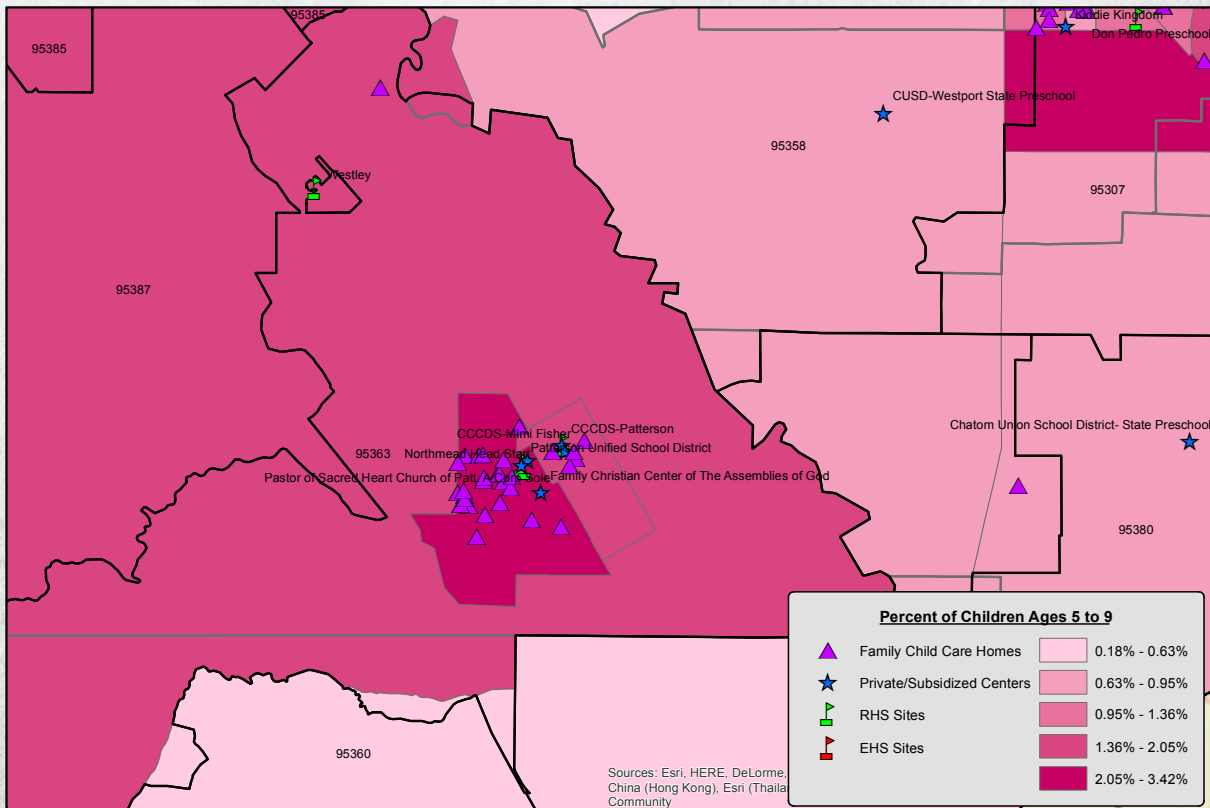 95385
95385
Kiddie Kingdom
Don Pedro Preschool
CUSD-Westport State Preschool
95358
Westley
95307
95387
CCCDS-Patterson
CCCDS-Mimi Fisher
Chatom Union School District- State Preschool
Patterson Unified School District
95363
Northmead Head Start
Pastor of Sacred Heart Church of Patt. A Corp Sole
Family Christian Center of The Assemblies of God
95380
95360
Percent of Children Ages 5 to 9
Family Child Care Homes
0.18% - 0.63%
Private/Subsidized Centers
0.63% - 0.95%
RHS Sites
0.95% - 1.36%
EHS Sites
1.36% - 2.05%
2.05% - 3.42%
Sources: Esri, HERE, DeLorme,
China (Hong Kong), Esri
Community